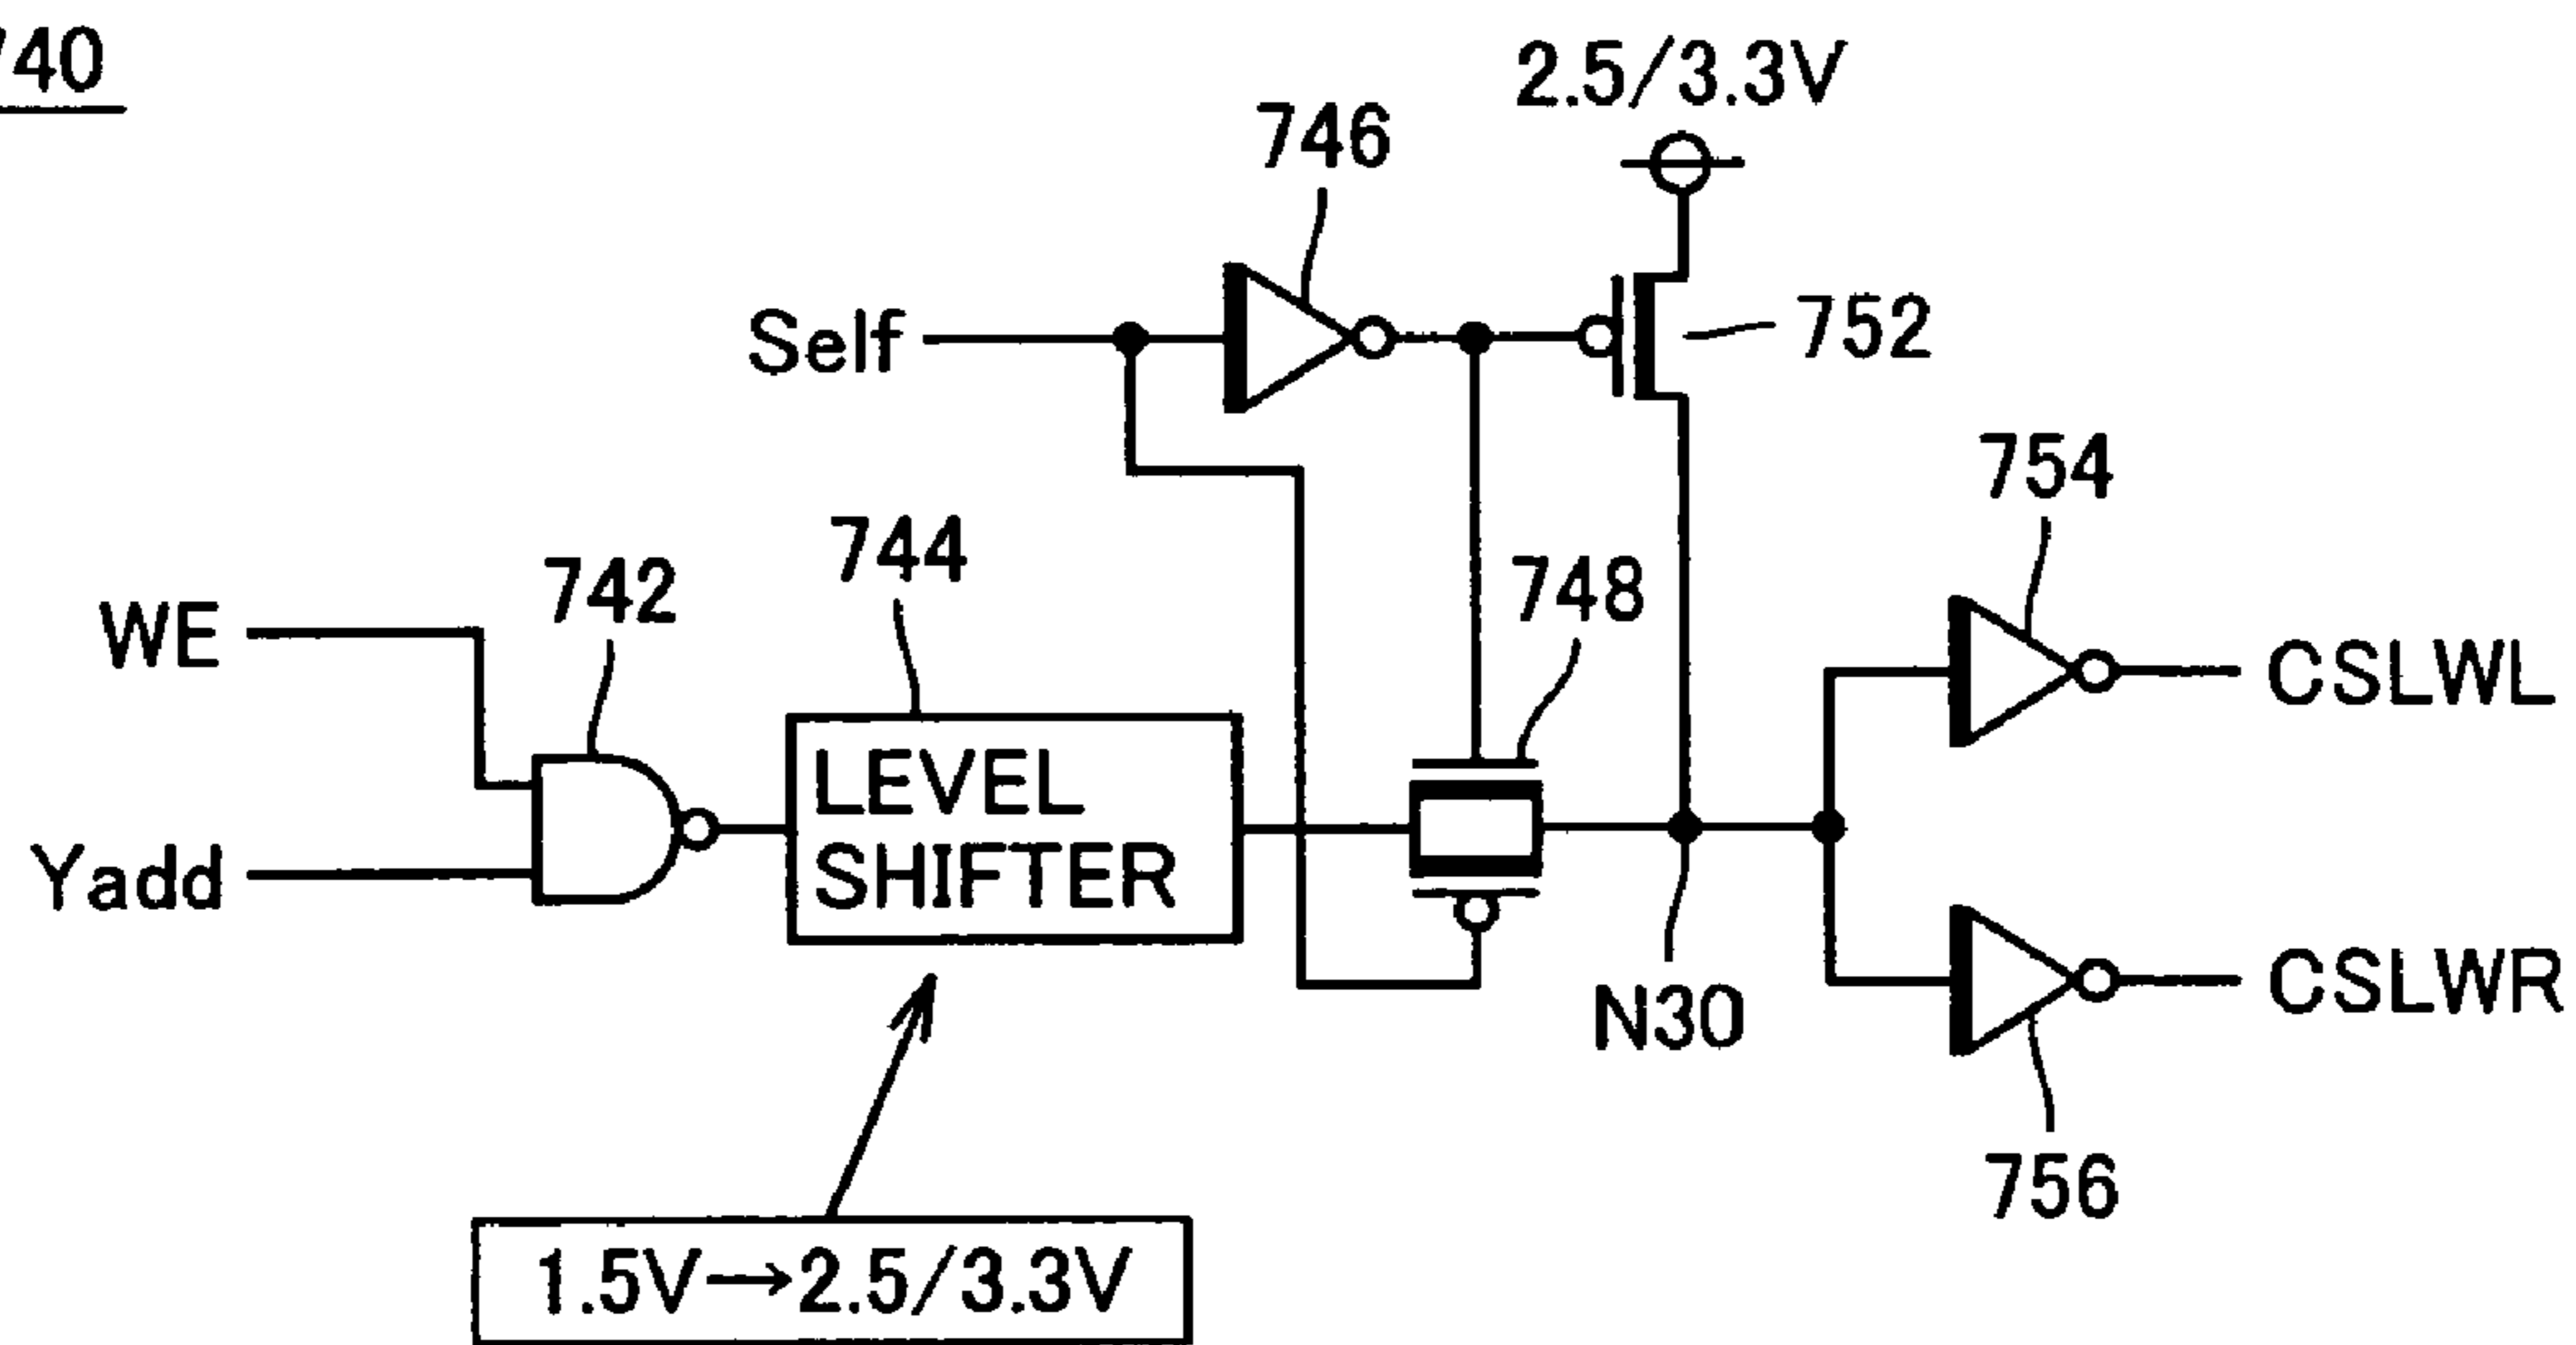 740
2.5/3.3V
746
Self
752
754
744
742
748
WE
CSLWL
LEVEL
SHIFTER
Yadd
N30
CSLWR
756
1.5V→2.5/3.3V